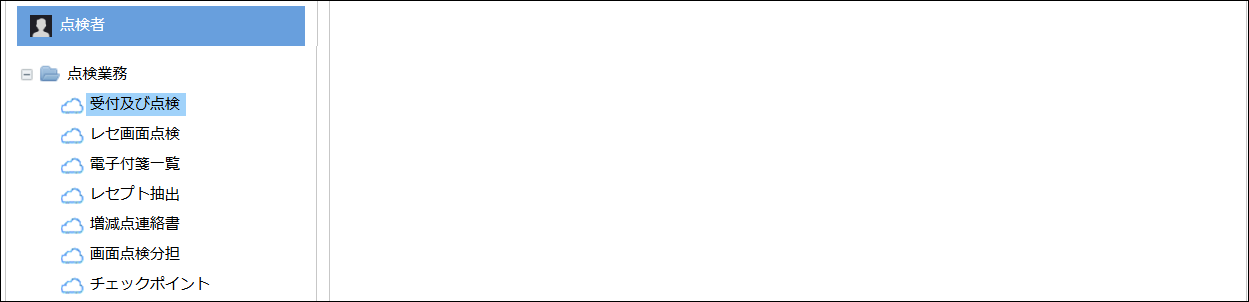 点検者
点検業務
受付及び点検
レセ画面点検
電子付箋一覧
レセプト抽出
増減点連絡書
画面点検分担
チェックポイント